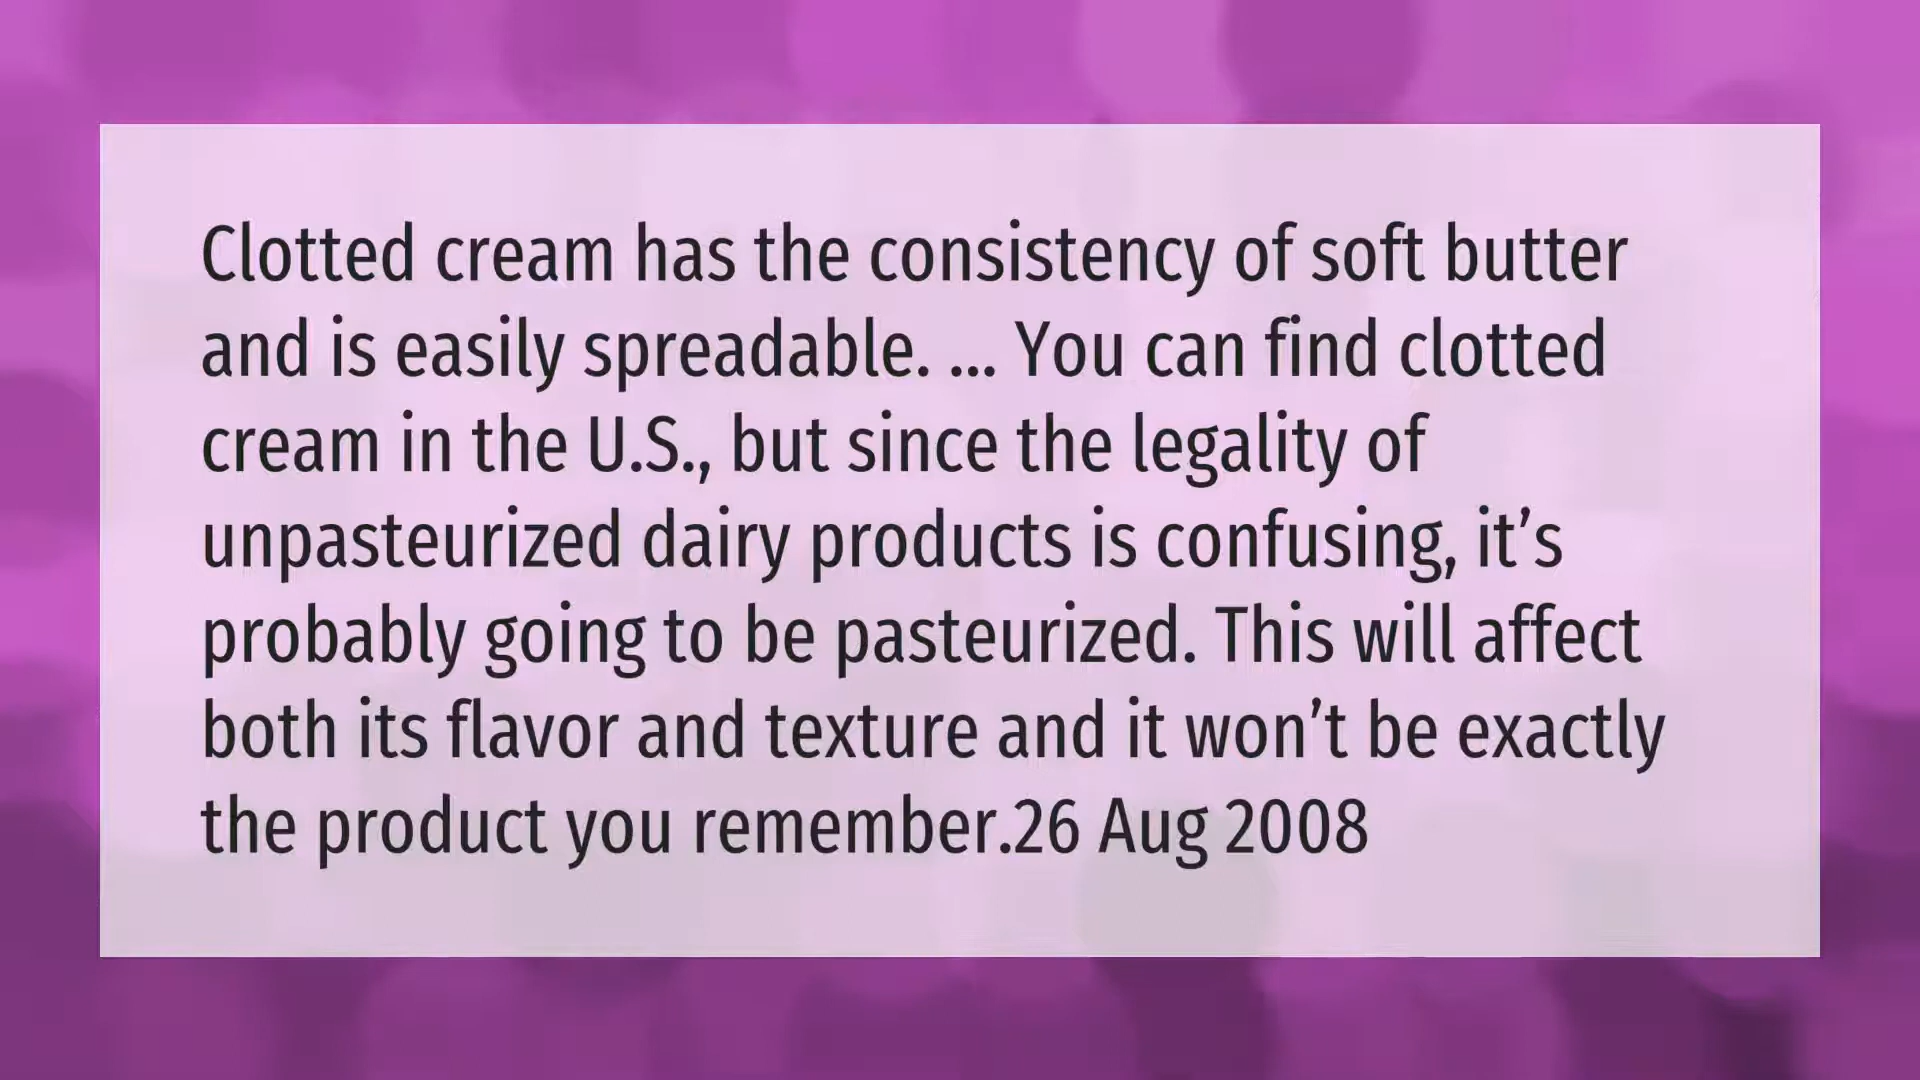 Clotted cream has the consistency of soft butter
and is easily spreadable. ... You can find clotted
cream in the U.S., but since the legality of
unpasteurized dairy products is confusing, it’s
probably going to be pasteurized. This will affect
both its flavor and texture and it won’t be exactly
the product you remember.26 Aug 2008